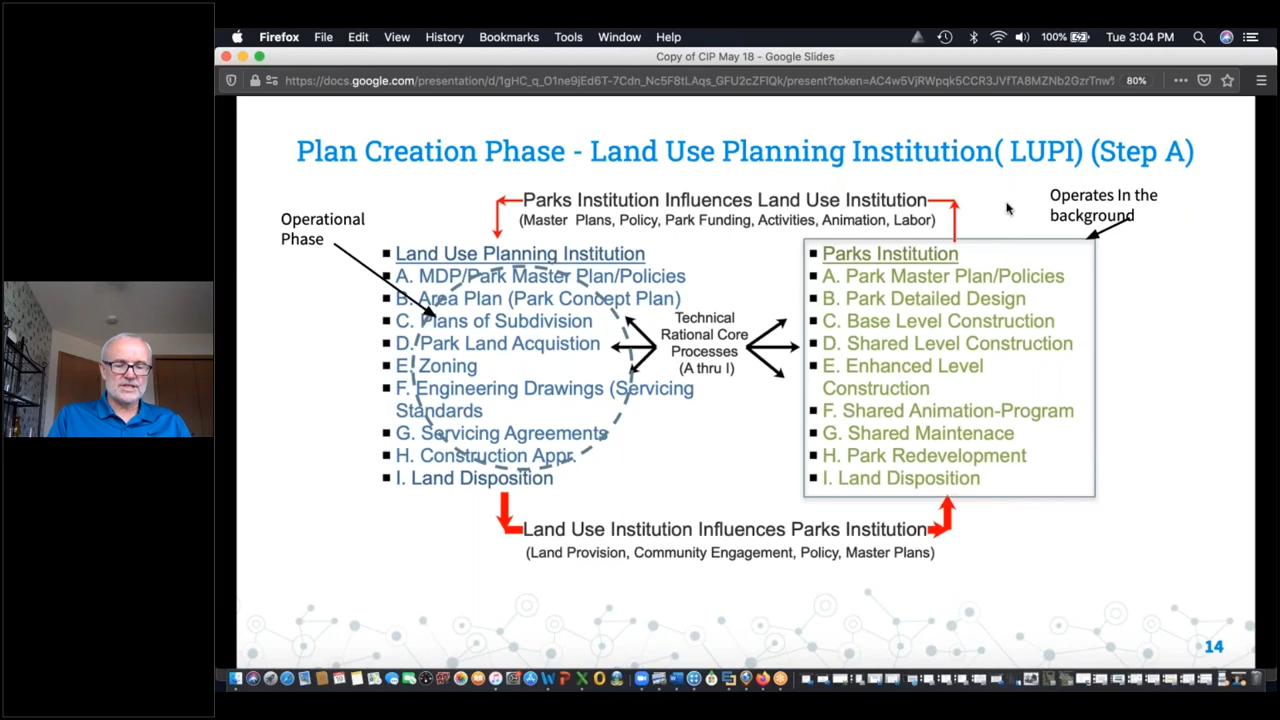 Firefox File Edit View History Bookmarks Tools Window Help 100% Tue 3:04 PM
Copy of CIP May 18 - Google Slides
80%
Plan Creation Phase - Land Use Planning Institution( LUPI) (Step A)
Parks Institution Influences Land Use Institution
(Master Plans, Policy, Park Funding, Activities, Animation, Labor)
Operates In the
background
Operational
Phase
Land Use Planning Institution
A. MDP/Park Master Plan/Policies
B. Area Plan (Park Concept Plan)
C. Plans of Subdivision
D. Park Land Acquistion
E. Zoning
F. Engineering Drawings (Servicing
Standards
G. Servicing Agreements
H. Construction Appr.
I. Land Disposition
Technical
Rational Core
Processes
(A thru I)
Parks Institution
A. Park Master Plan/Policies
B. Park Detailed Design
C. Base Level Construction
D. Shared Level Construction
E. Enhanced Level
Construction
F. Shared Animation-Program
G. Shared Maintenace
H. Park Redevelopment
I. Land Disposition
Land Use Institution Influences Parks Institution
(Land Provision, Community Engagement, Policy, Master Plans)
14